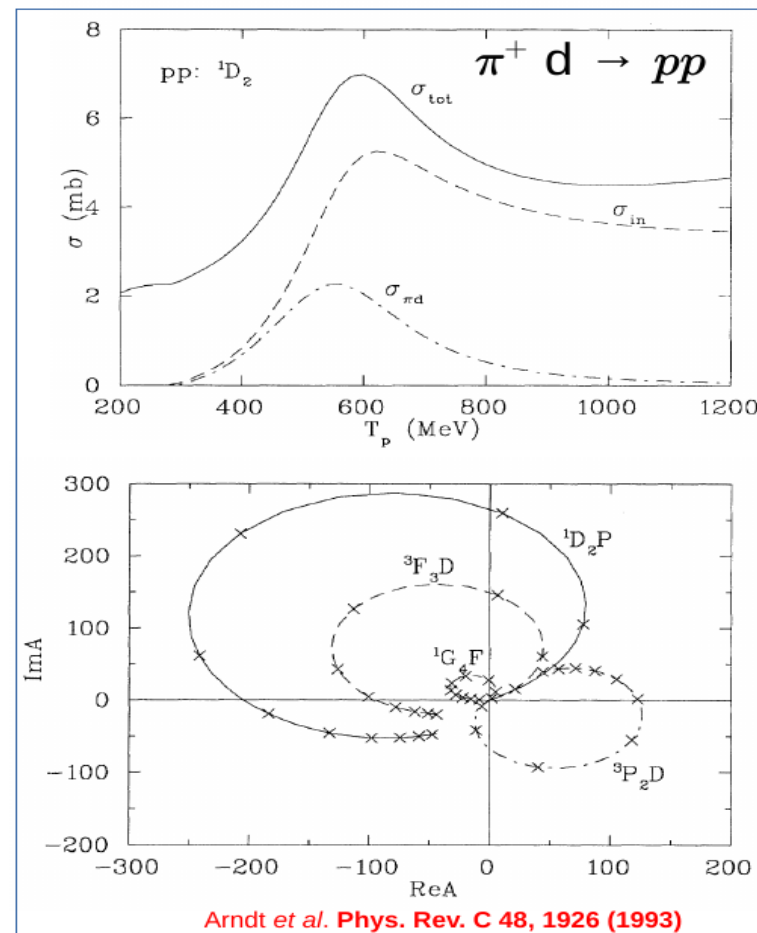 8
π⁺ d → pp
pp: ¹D₂
σ_tot
6
σ (mb)
4
σ_in
2
σ_πd
0
200 400 600 800 1000 1200
T_p (MeV)
300
¹D₂P
200
³F₃D
100
¹G₄F
ImA
0
-100
³P₂D
-200
-300 -200 -100 0 100 200
ReA
Arndt et al. Phys. Rev. C 48, 1926 (1993)